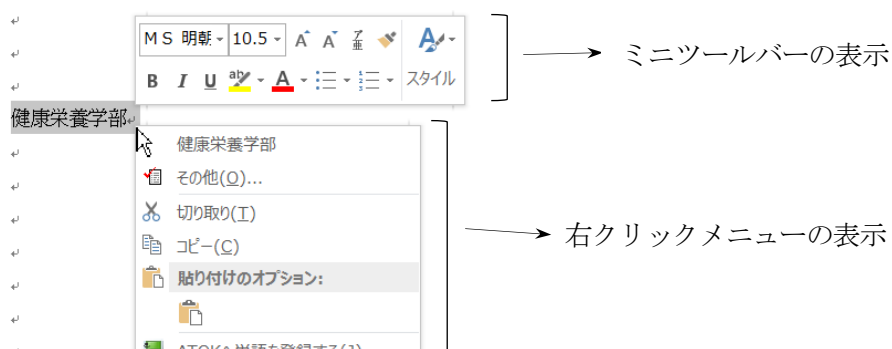 ＭＳ 明朝 10.5 A A ア亜 A
B I U ab A スタイル
ミニツールバーの表示
健康栄養学部
健康栄養学部
その他(O)...
切り取り(T)
コピー(C)
貼り付けのオプション:
右クリックメニューの表示